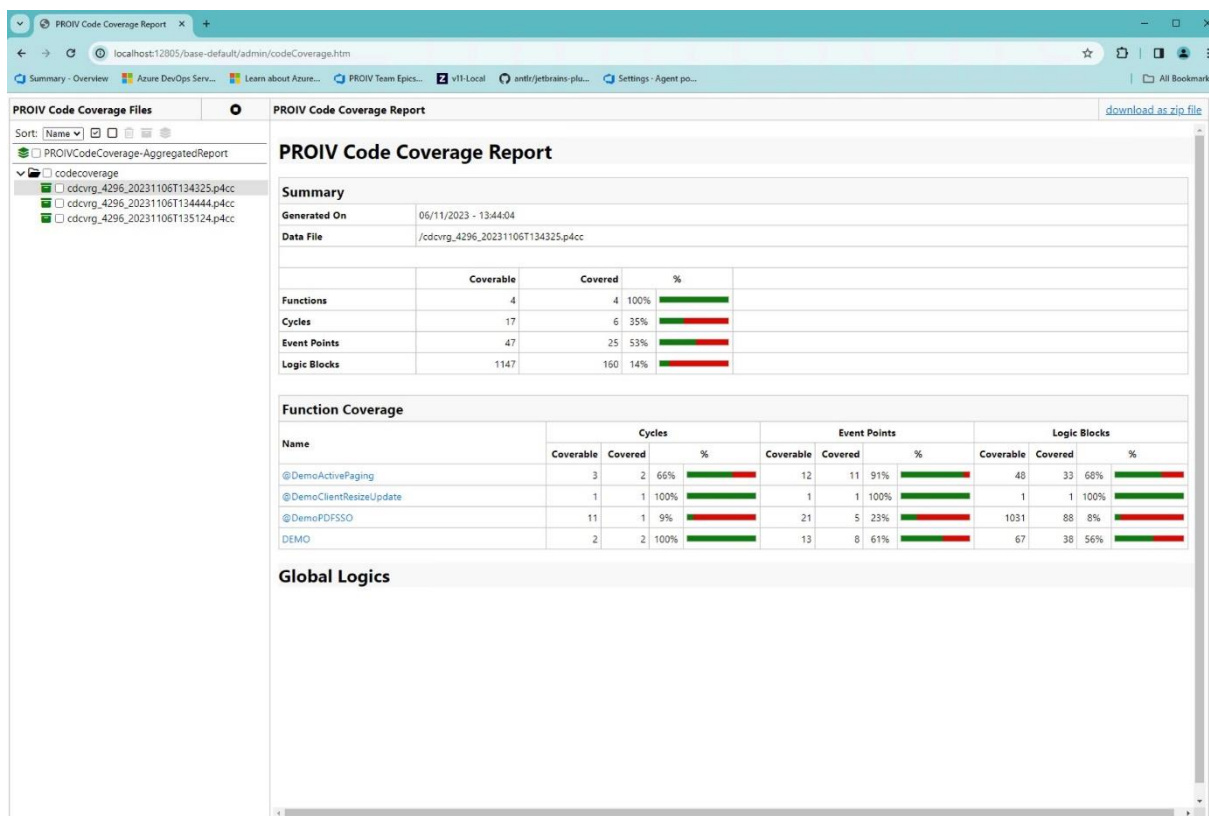 PROIV Code Coverage Report
localhost:12805/base-default/admin/codeCoverage.htm
Summary - Overview Azure DevOps Serv... Learn about Azure... PROIV Team Epics... v11-Local antlr/jetbrains-plu... Settings - Agent po... All Bookmark
PROIV Code Coverage Files
Sort: Name
PROIVCodeCoverage-AggregatedReport
codecoverage
cdcvrg_4296_20231106T134325.p4cc
cdcvrg_4296_20231106T134444.p4cc
cdcvrg_4296_20231106T135124.p4cc
PROIV Code Coverage Report download as zip file
PROIV Code Coverage Report
Summary
Generated On 06/11/2023 - 13:44:04
Data File /cdcvrg_4296_20231106T134325.p4cc
Coverable Covered %
Functions 4 4 100%
Cycles 17 6 35%
Event Points 47 25 53%
Logic Blocks 1147 160 14%
Function Coverage
Name Cycles Event Points Logic Blocks
Coverable Covered % Coverable Covered % Coverable Covered %
@DemoActivePaging 3 2 66% 12 11 91% 48 33 68%
@DemoClientResizeUpdate 1 1 100% 1 1 100% 1 1 100%
@DemoPDFSSO 11 1 9% 21 5 23% 1031 88 8%
DEMO 2 2 100% 13 8 61% 67 38 56%
Global Logics